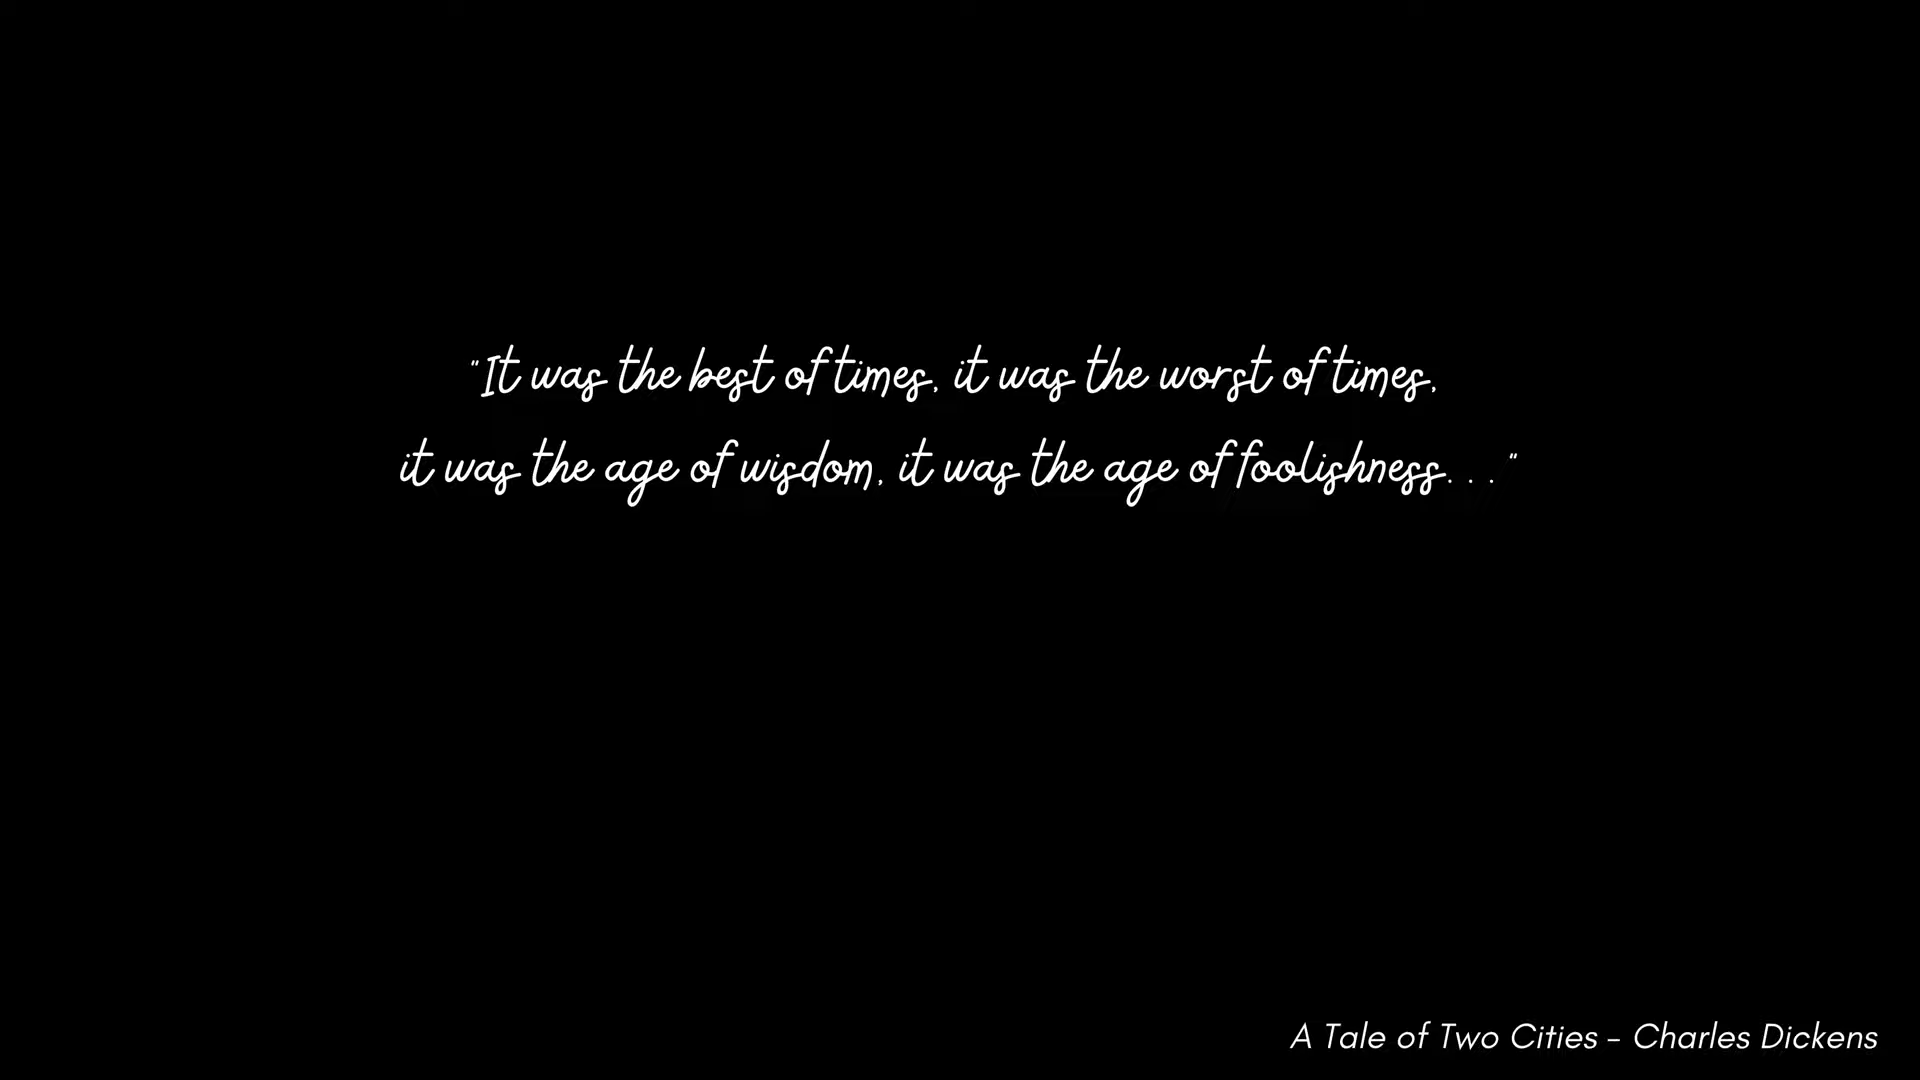 "It was the best of times, it was the worst of times,
it was the age of wisdom, it was the age of foolishness. . ."
A Tale of Two Cities - Charles Dickens